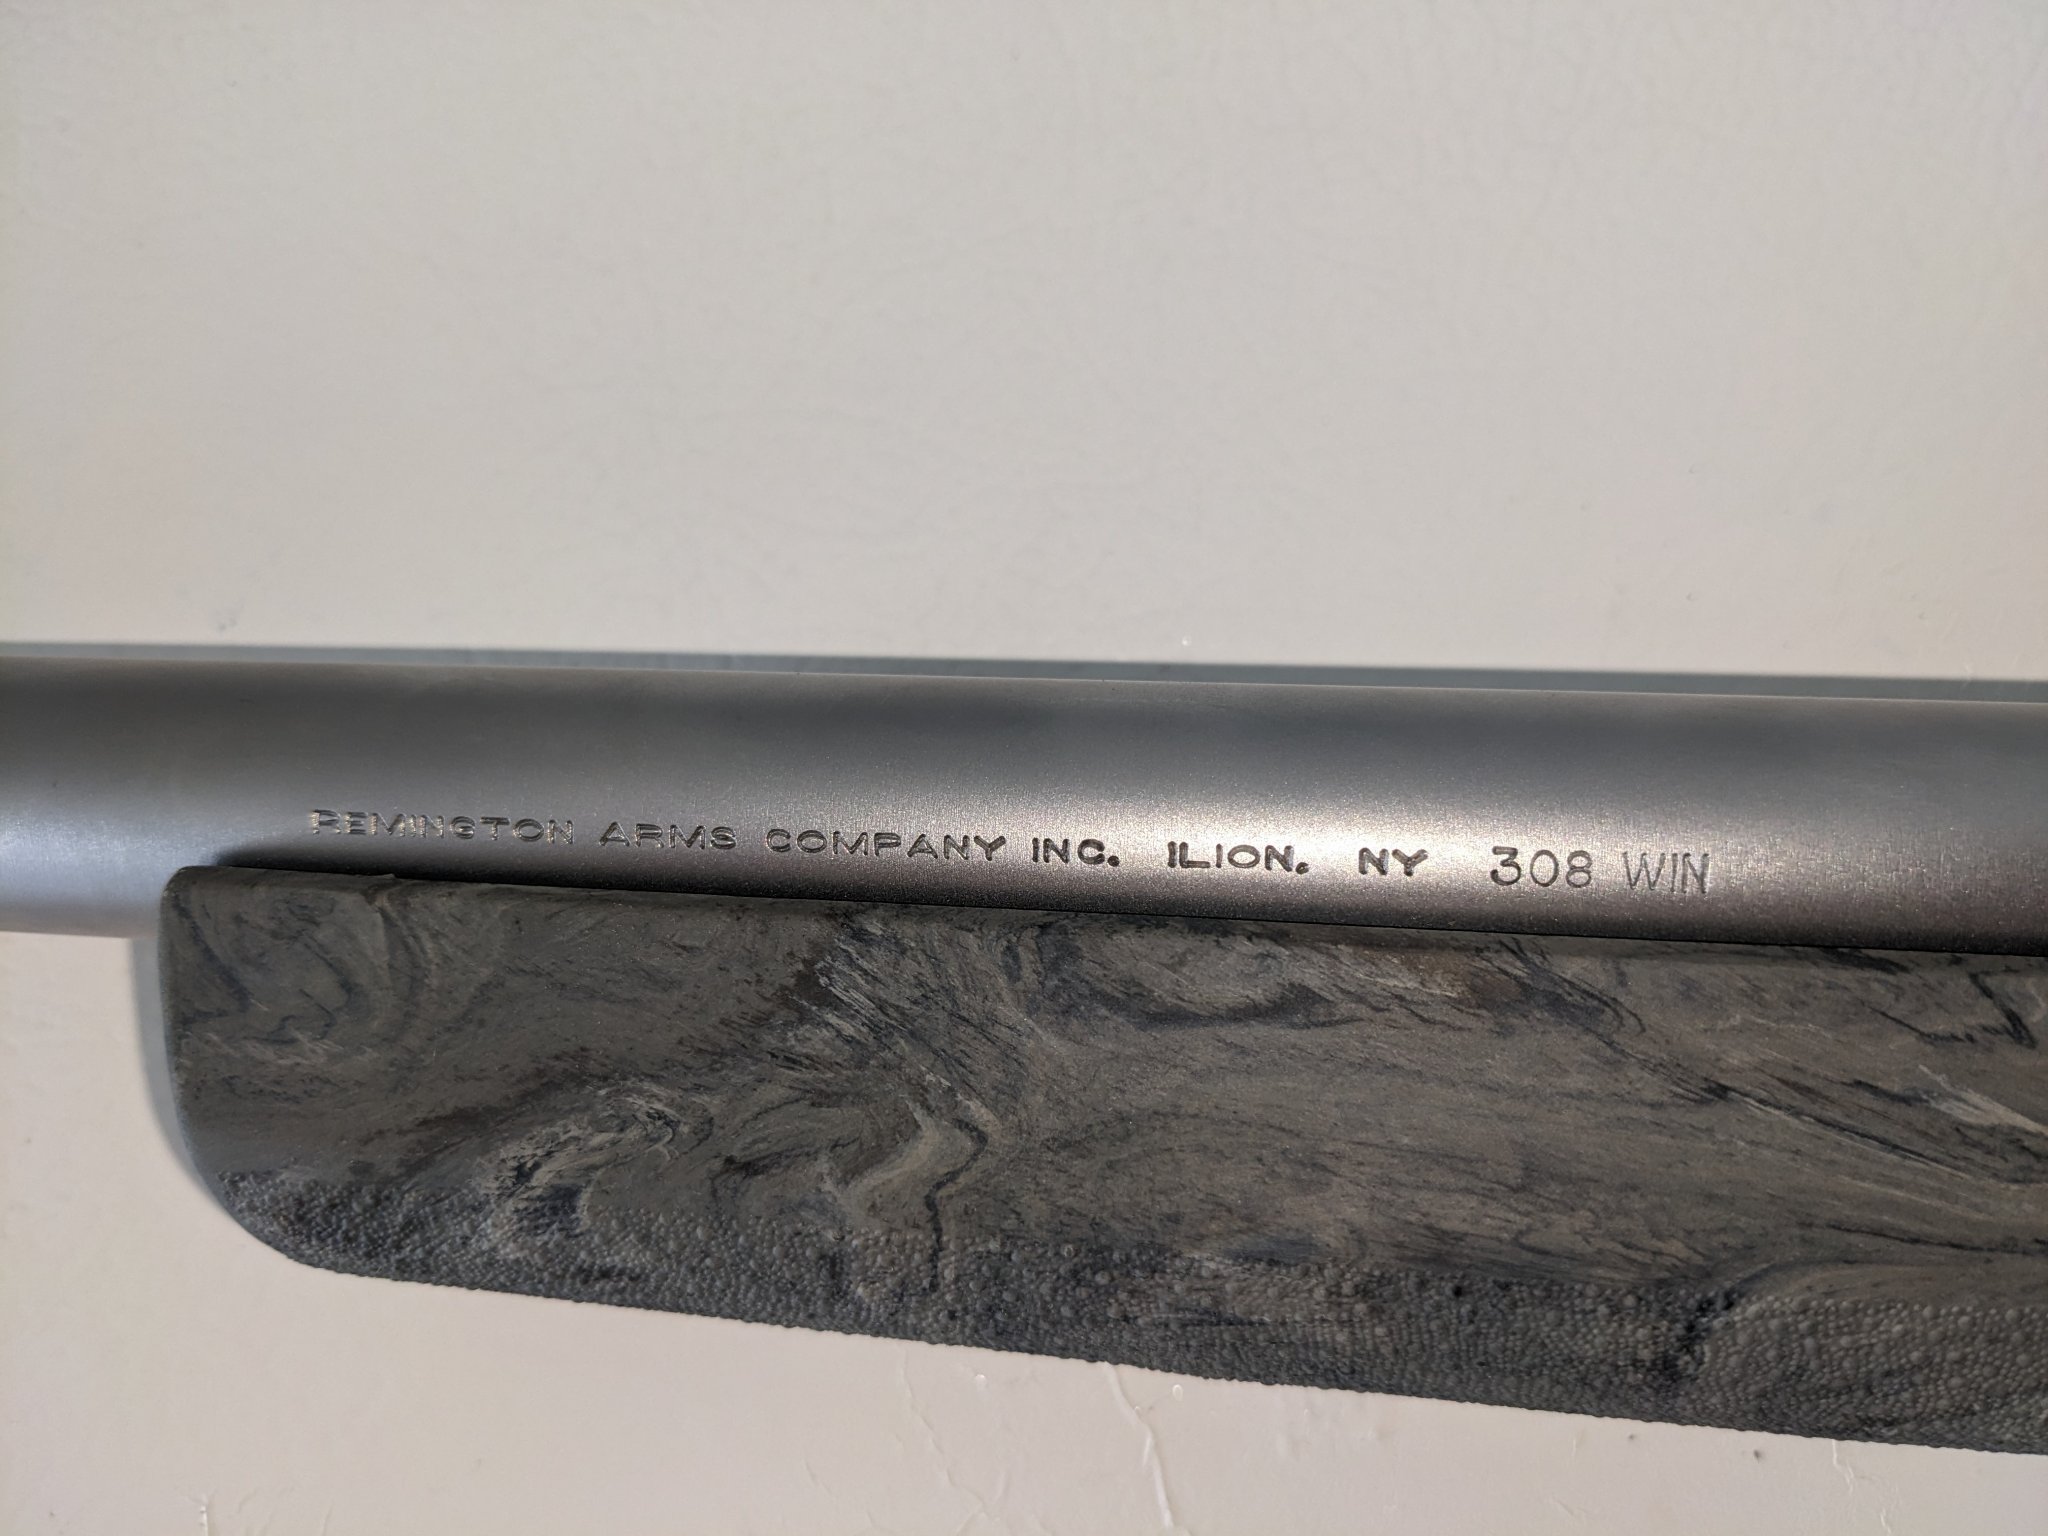 REMINGTON ARMS COMPANY INC. ILION. NY 308 WIN